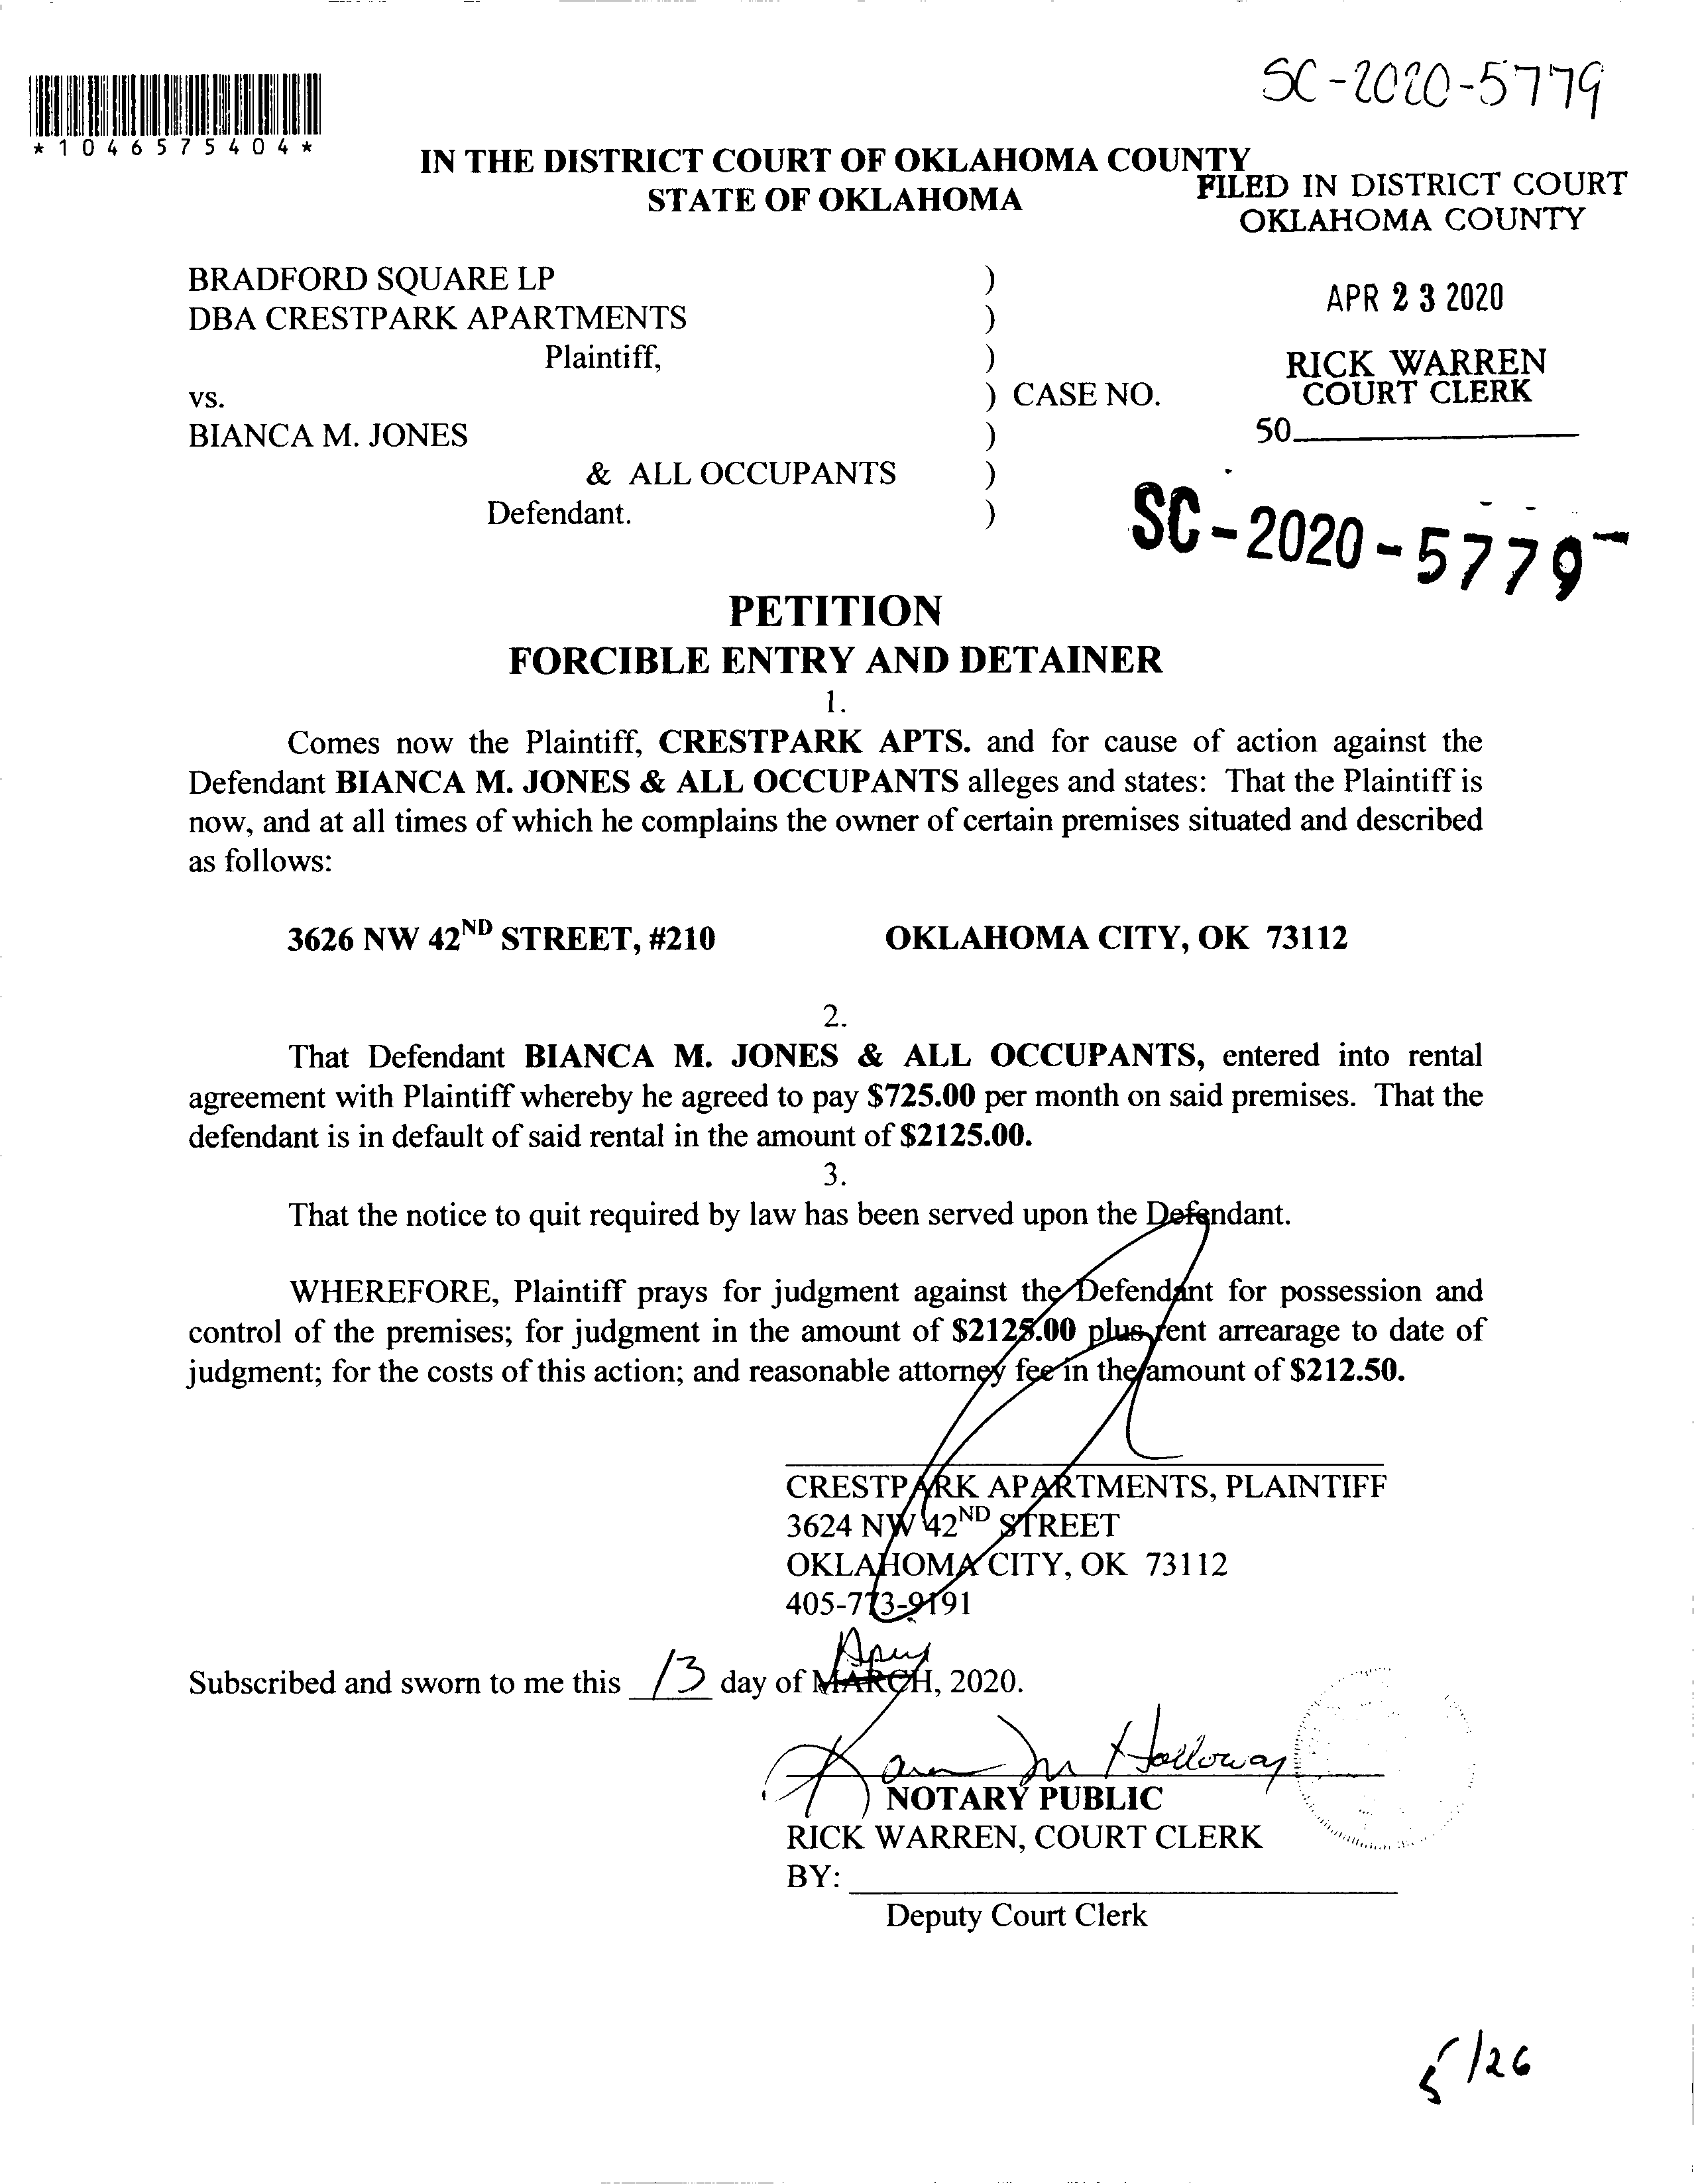 SC-2020-5779
*1046575404*
IN THE DISTRICT COURT OF OKLAHOMA COUNTY
STATE OF OKLAHOMA
FILED IN DISTRICT COURT
OKLAHOMA COUNTY
BRADFORD SQUARE LP )
DBA CRESTPARK APARTMENTS )
APR 23 2020
Plaintiff, )
RICK WARREN
vs. ) CASE NO.
COURT CLERK
BIANCA M. JONES )
50
& ALL OCCUPANTS )
Defendant. )
SC-2020-5779
PETITION
FORCIBLE ENTRY AND DETAINER
1.
Comes now the Plaintiff, CRESTPARK APTS. and for cause of action against the
Defendant BIANCA M. JONES & ALL OCCUPANTS alleges and states: That the Plaintiff is
now, and at all times of which he complains the owner of certain premises situated and described
as follows:
3626 NW 42ND STREET, #210 OKLAHOMA CITY, OK 73112
2.
That Defendant BIANCA M. JONES & ALL OCCUPANTS, entered into rental
agreement with Plaintiff whereby he agreed to pay $725.00 per month on said premises. That the
defendant is in default of said rental in the amount of $2125.00.
3.
That the notice to quit required by law has been served upon the Defendant.
WHEREFORE, Plaintiff prays for judgment against the Defendant for possession and
control of the premises; for judgment in the amount of $2125.00 plus rent arrearage to date of
judgment; for the costs of this action; and reasonable attorney fee in the amount of $212.50.
CRESTPARK APARTMENTS, PLAINTIFF
3624 NW 42ND STREET
OKLAHOMA CITY, OK 73112
405-773-9191
April
Subscribed and sworn to me this 13 day of MARCH, 2020.
Karen M Holloway
NOTARY PUBLIC
RICK WARREN, COURT CLERK
BY:
Deputy Court Clerk
5/26